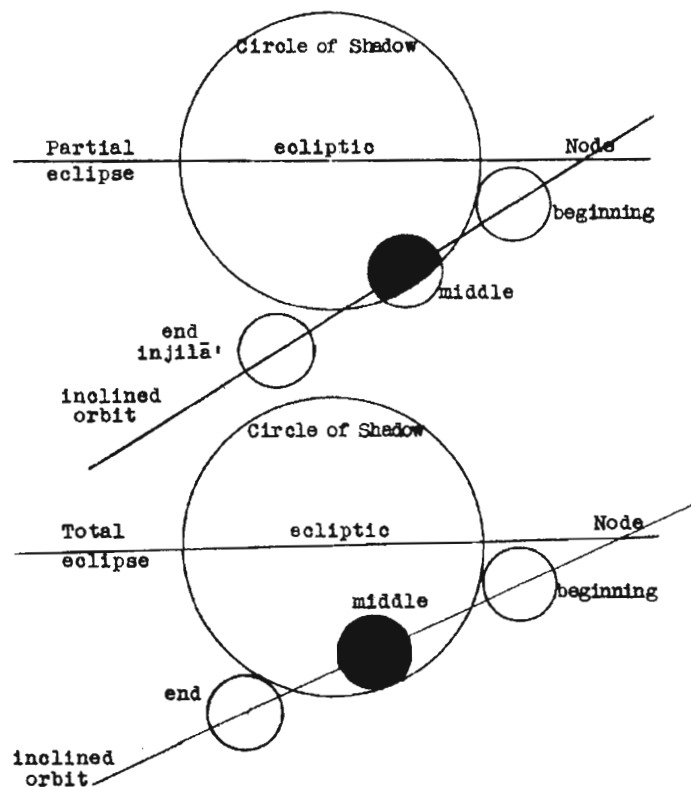 Circle of Shadow
Partial
eclipse
ecliptic
Node
beginning
middle
end
injilā'
inclined
orbit
Circle of Shadow
Total
eclipse
ecliptic
Node
beginning
middle
end
inclined
orbit